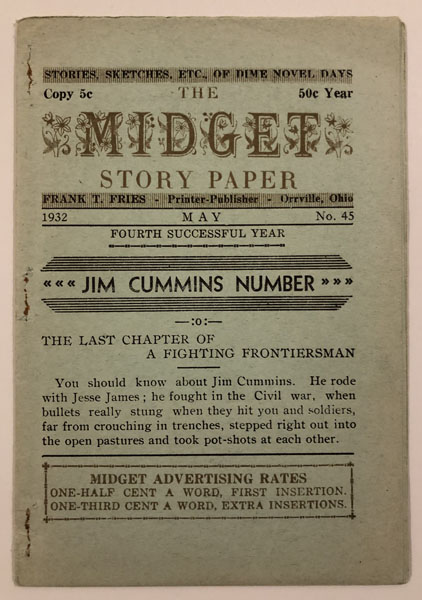 STORIES, SKETCHES, ETC., OF DIME NOVEL DAYS
Copy 5c THE 50c Year
MIDGET
STORY PAPER
FRANK T. FRIES - Printer-Publisher - Orrville, Ohio
1932 MAY No. 45
FOURTH SUCCESSFUL YEAR
««« JIM CUMMINS NUMBER »»»
—:o:—
THE LAST CHAPTER OF
A FIGHTING FRONTIERSMAN
You should know about Jim Cummins. He rode
with Jesse James; he fought in the Civil war, when
bullets really stung when they hit you and soldiers,
far from crouching in trenches, stepped right out into
the open pastures and took pot-shots at each other.
MIDGET ADVERTISING RATES
ONE-HALF CENT A WORD, FIRST INSERTION.
ONE-THIRD CENT A WORD, EXTRA INSERTIONS.